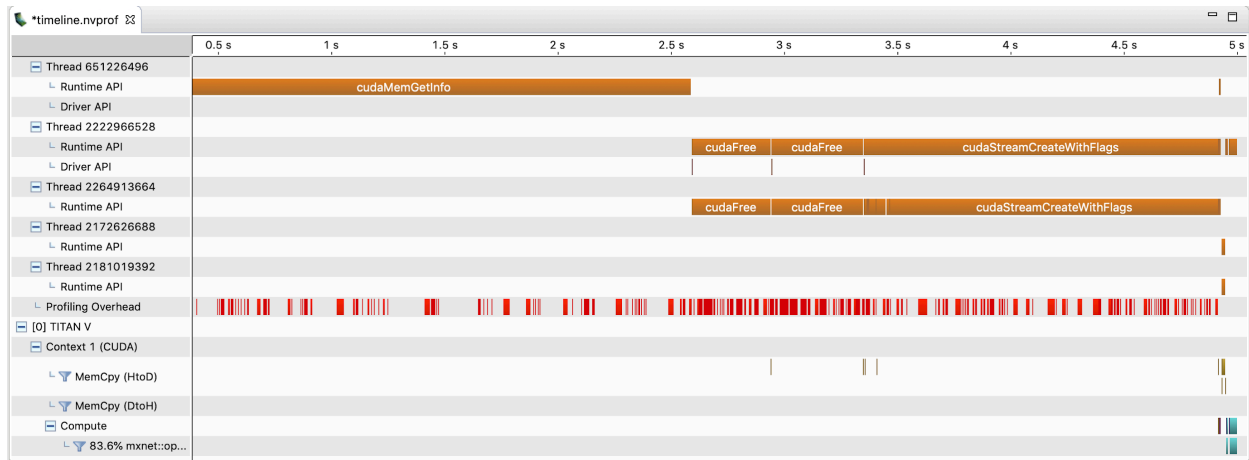 *timeline.nvprof
0.5 s 1 s 1.5 s 2 s 2.5 s 3 s 3.5 s 4 s 4.5 s 5 s
Thread 651226496
Runtime API cudaMemGetInfo
Driver API
Thread 2222966528
Runtime API cudaFree cudaFree cudaStreamCreateWithFlags
Driver API
Thread 2264913664
Runtime API cudaFree cudaFree cudaStreamCreateWithFlags
Thread 2172626688
Runtime API
Thread 2181019392
Runtime API
Profiling Overhead
[0] TITAN V
Context 1 (CUDA)
MemCpy (HtoD)
MemCpy (DtoH)
Compute
83.6% mxnet::op...